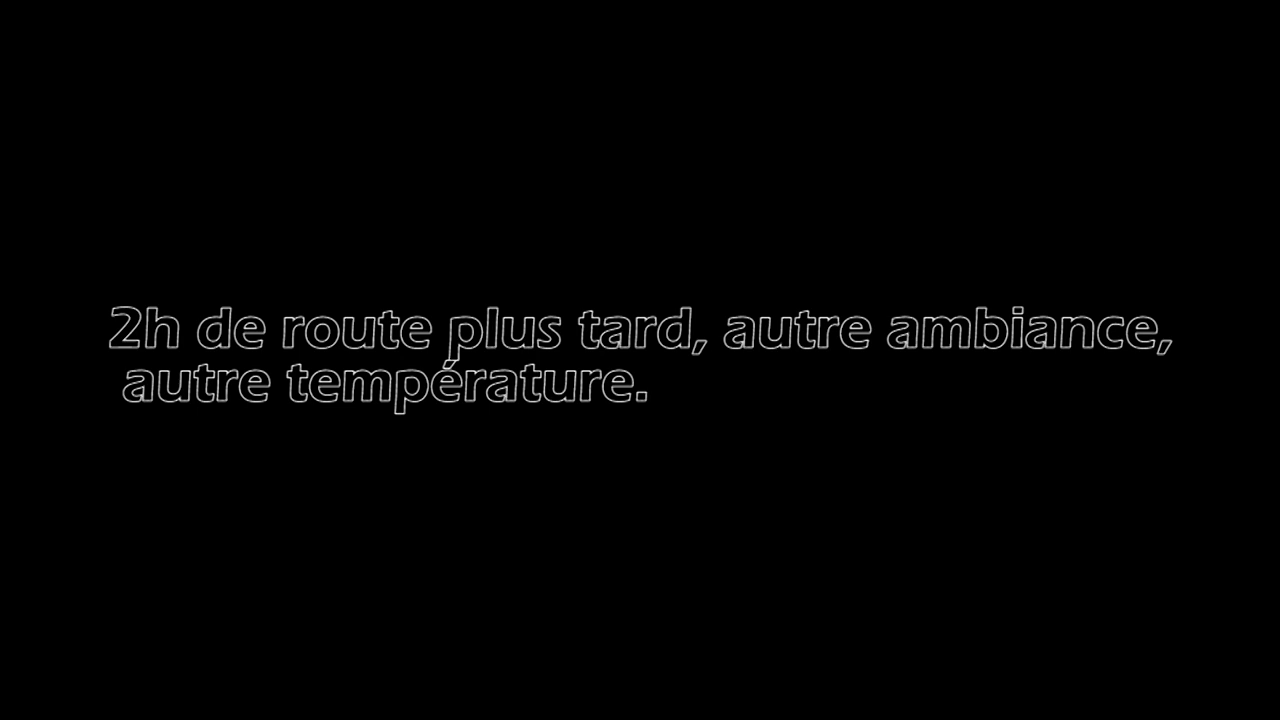 2h de route plus tard, autre ambiance,
autre température.